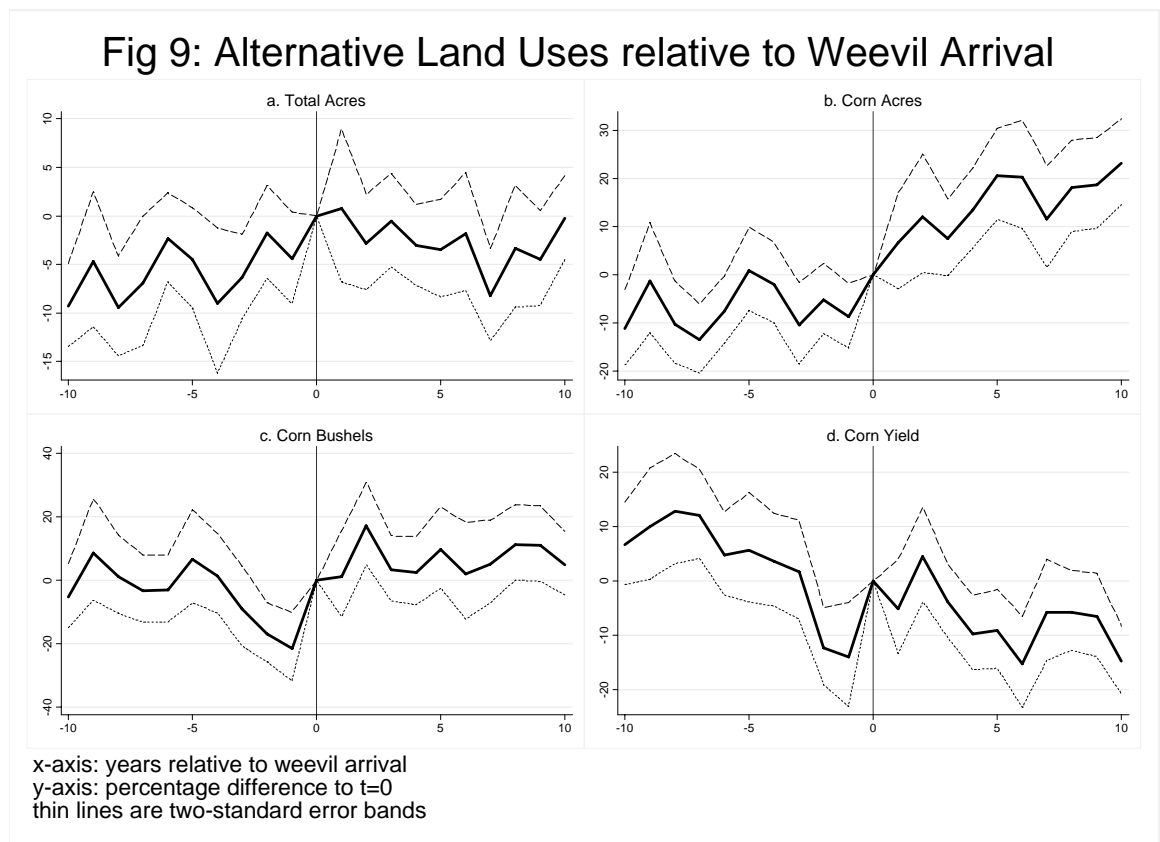 Fig 9: Alternative Land Uses relative to Weevil Arrival
a. Total Acres
10
5
0
-5
-10
-15
-10 -5 0 5 10
b. Corn Acres
30
20
10
0
-10
-20
-10 -5 0 5 10
c. Corn Bushels
40
20
0
-20
-40
-10 -5 0 5 10
d. Corn Yield
20
10
0
-10
-20
-10 -5 0 5 10
x-axis: years relative to weevil arrival
y-axis: percentage difference to t=0
thin lines are two-standard error bands